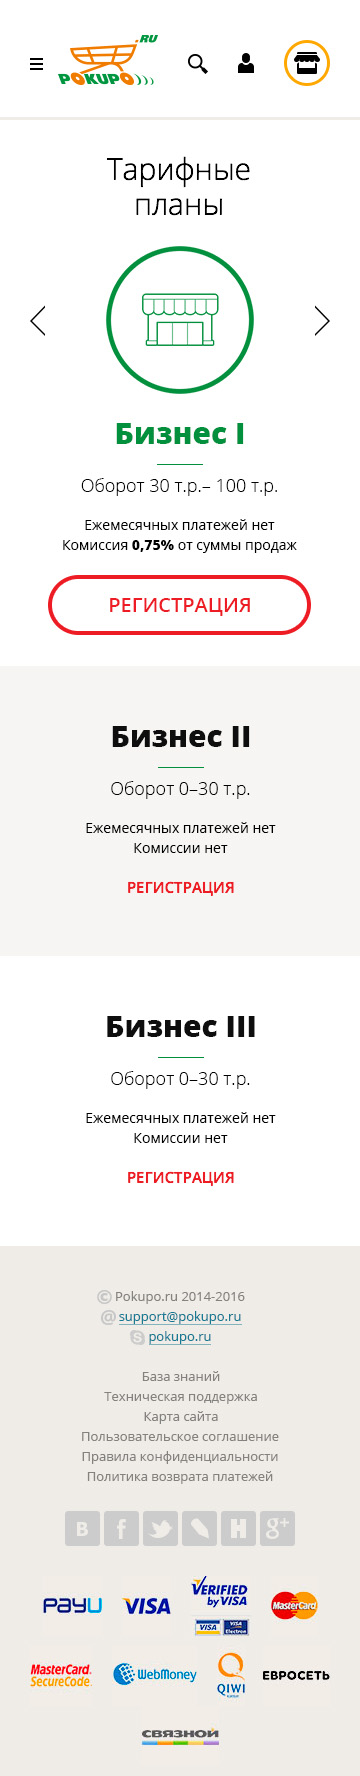 POKUPO.RU
Тарифные
планы
Бизнес I
Оборот 30 т.р.– 100 т.р.
Ежемесячных платежей нет
Комиссия 0,75% от суммы продаж
РЕГИСТРАЦИЯ
Бизнес II
Оборот 0–30 т.р.
Ежемесячных платежей нет
Комиссии нет
РЕГИСТРАЦИЯ
Бизнес III
Оборот 0–30 т.р.
Ежемесячных платежей нет
Комиссии нет
РЕГИСТРАЦИЯ
© Pokupo.ru 2014-2016
@ support@pokupo.ru
pokupo.ru
База знаний
Техническая поддержка
Карта сайта
Пользовательское соглашение
Правила конфиденциальности
Политика возврата платежей
B f H g+
PayU VISA VERIFIED by VISA MasterCard
VISA VISA Electron
MasterCard. SecureCode. WebMoney QIWI ЕВРОСЕТЬ
СВЯЗНОЙ